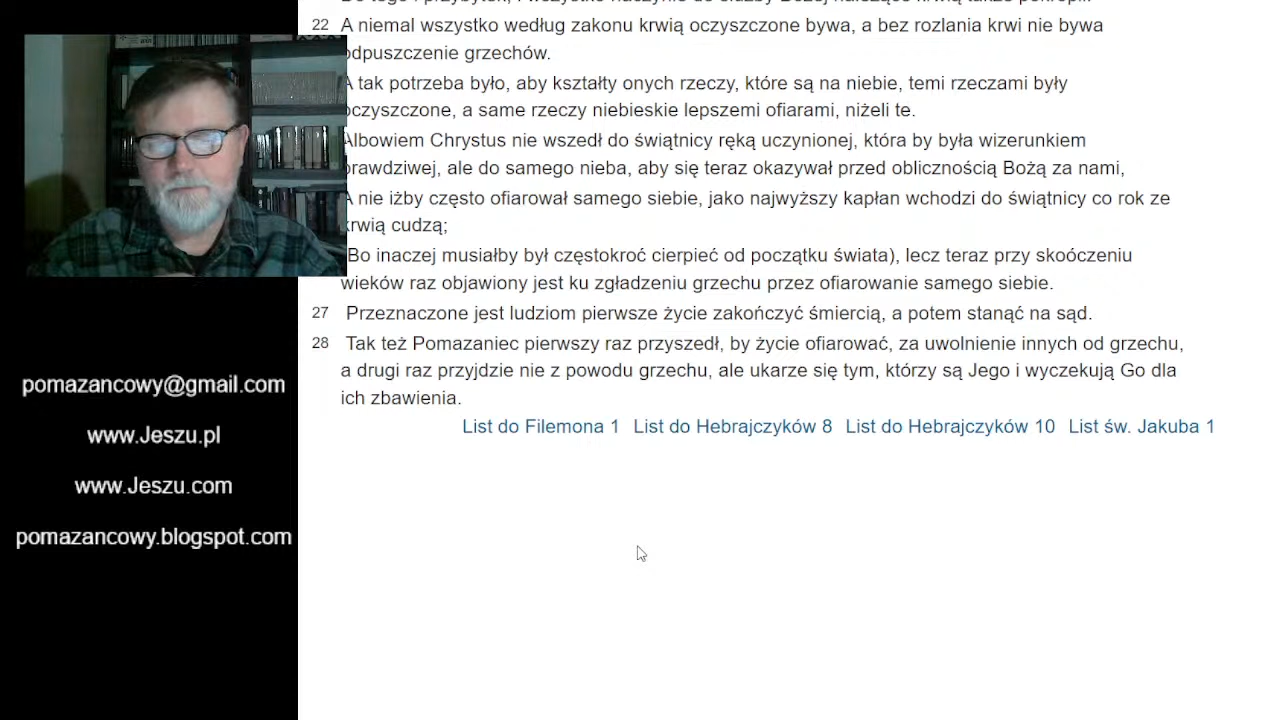 22 A niemal wszystko według zakonu krwią oczyszczone bywa, a bez rozlania krwi nie bywa
odpuszczenie grzechów.
A tak potrzeba było, aby kształty onych rzeczy, które są na niebie, temi rzeczami były
oczyszczone, a same rzeczy niebieskie lepszemi ofiarami, niżeli te.
Albowiem Chrystus nie wszedł do świątnicy ręką uczynionej, która by była wizerunkiem
prawdziwej, ale do samego nieba, aby się teraz okazywał przed oblicznością Bożą za nami,
A nie iżby często ofiarował samego siebie, jako najwyższy kapłan wchodzi do świątnicy co rok ze
krwią cudzą;
Bo inaczej musiałby był częstokroć cierpieć od początku świata), lecz teraz przy skoóczeniu
wieków raz objawiony jest ku zgładzeniu grzechu przez ofiarowanie samego siebie.
27 Przeznaczone jest ludziom pierwsze życie zakończyć śmiercią, a potem stanąć na sąd.
28 Tak też Pomazaniec pierwszy raz przyszedł, by życie ofiarować, za uwolnienie innych od grzechu,
a drugi raz przyjdzie nie z powodu grzechu, ale ukarze się tym, którzy są Jego i wyczekują Go dla
ich zbawienia.
List do Filemona 1 List do Hebrajczyków 8 List do Hebrajczyków 10 List św. Jakuba 1
pomazancowy@gmail.com
www.Jeszu.pl
www.Jeszu.com
pomazancowy.blogspot.com